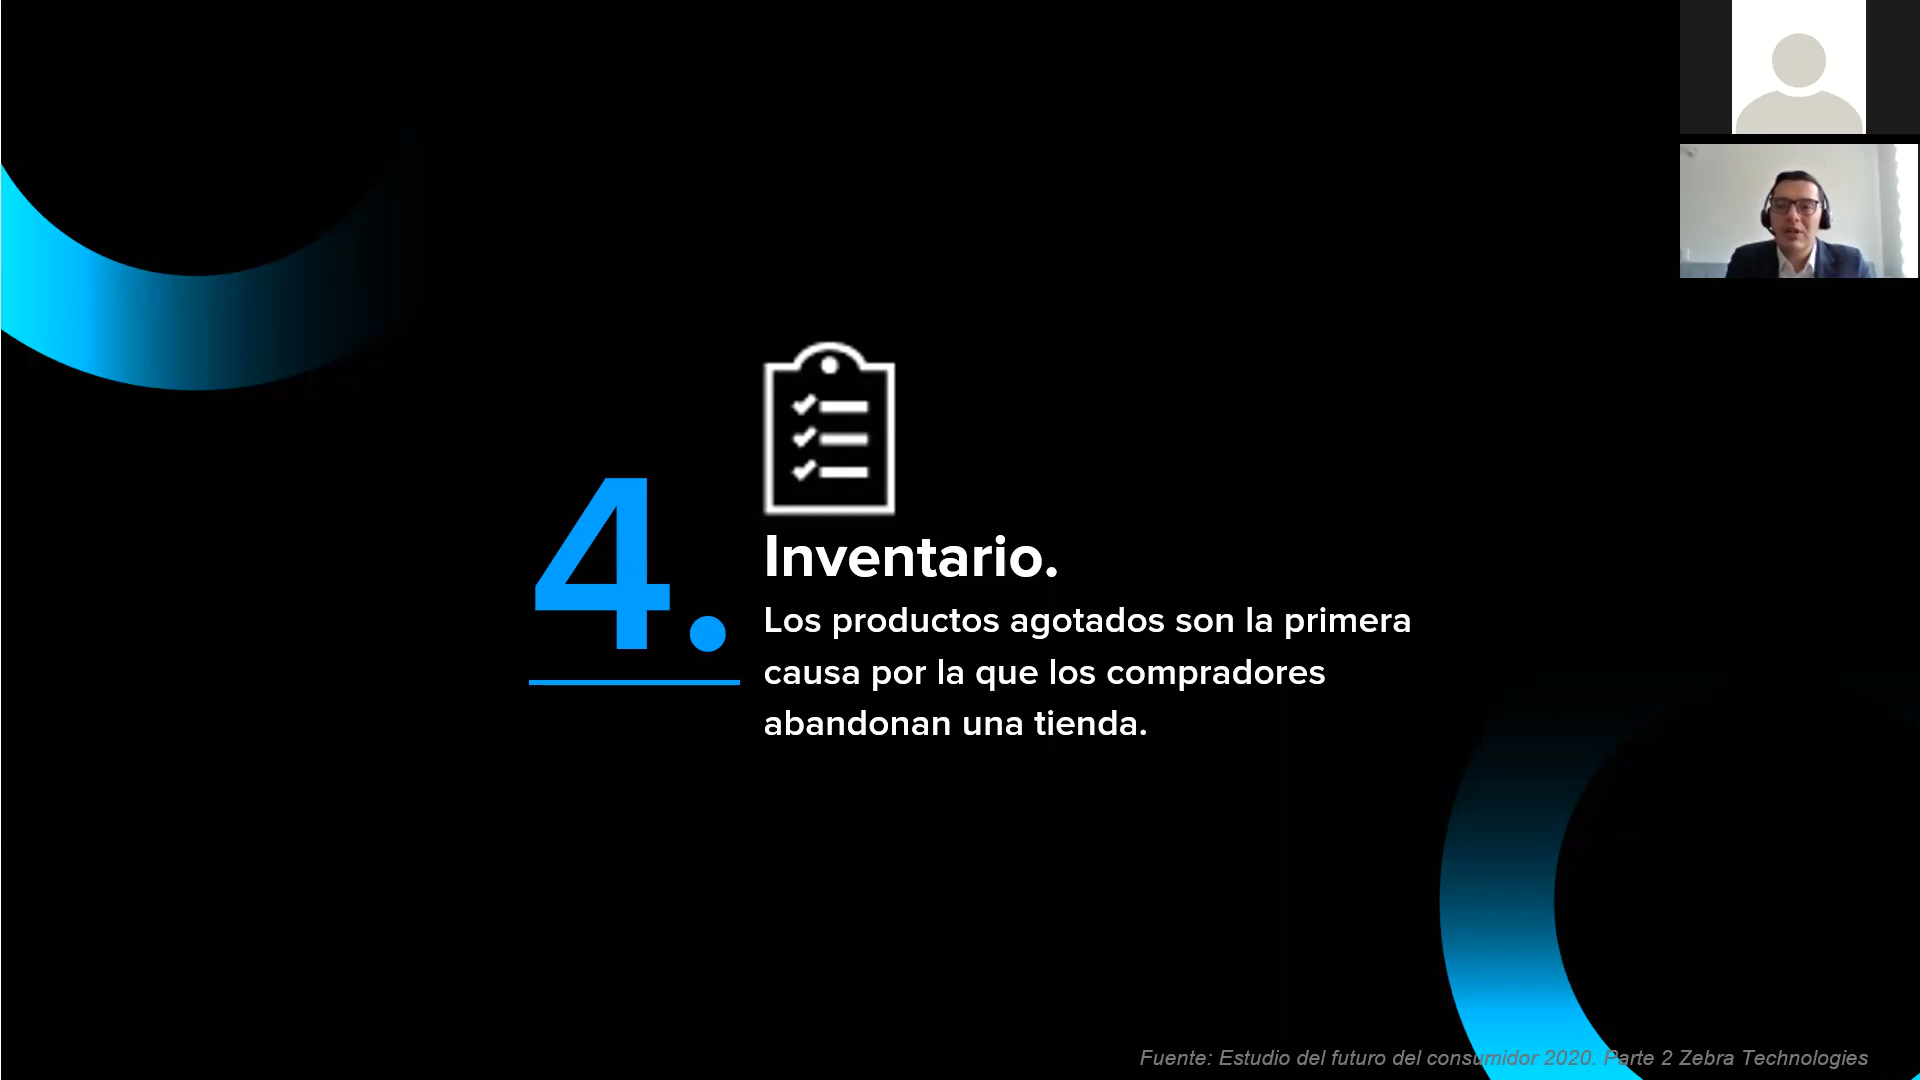 4.
Inventario.
Los productos agotados son la primera
causa por la que los compradores
abandonan una tienda.
Fuente: Estudio del futuro del consumidor 2020. Parte 2 Zebra Technologies